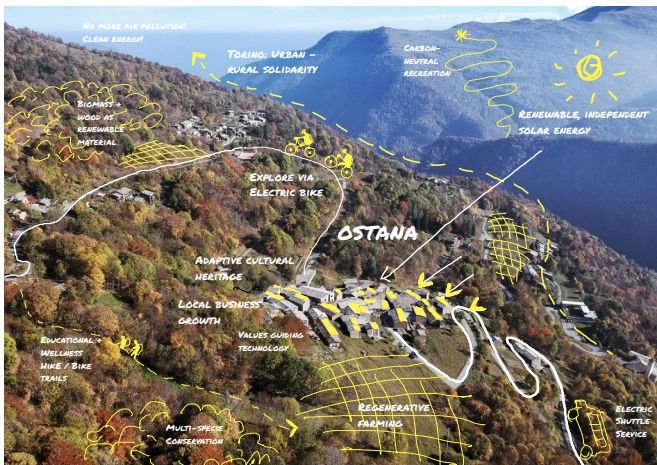 No more air pollution!
Clean energy!
Torino: Urban -
rural solidarity
Carbon-
neutral
recreation
Biomass +
wood as
renewable
material
Renewable, independent
solar energy
Explore via
Electric bike
OSTANA
Adaptive cultural
heritage
Local business
growth
Values guiding
technology
Educational +
Wellness
Hike / Bike
trails
Regenerative
farming
Multi-specie
Conservation
Electric
Shuttle
Service